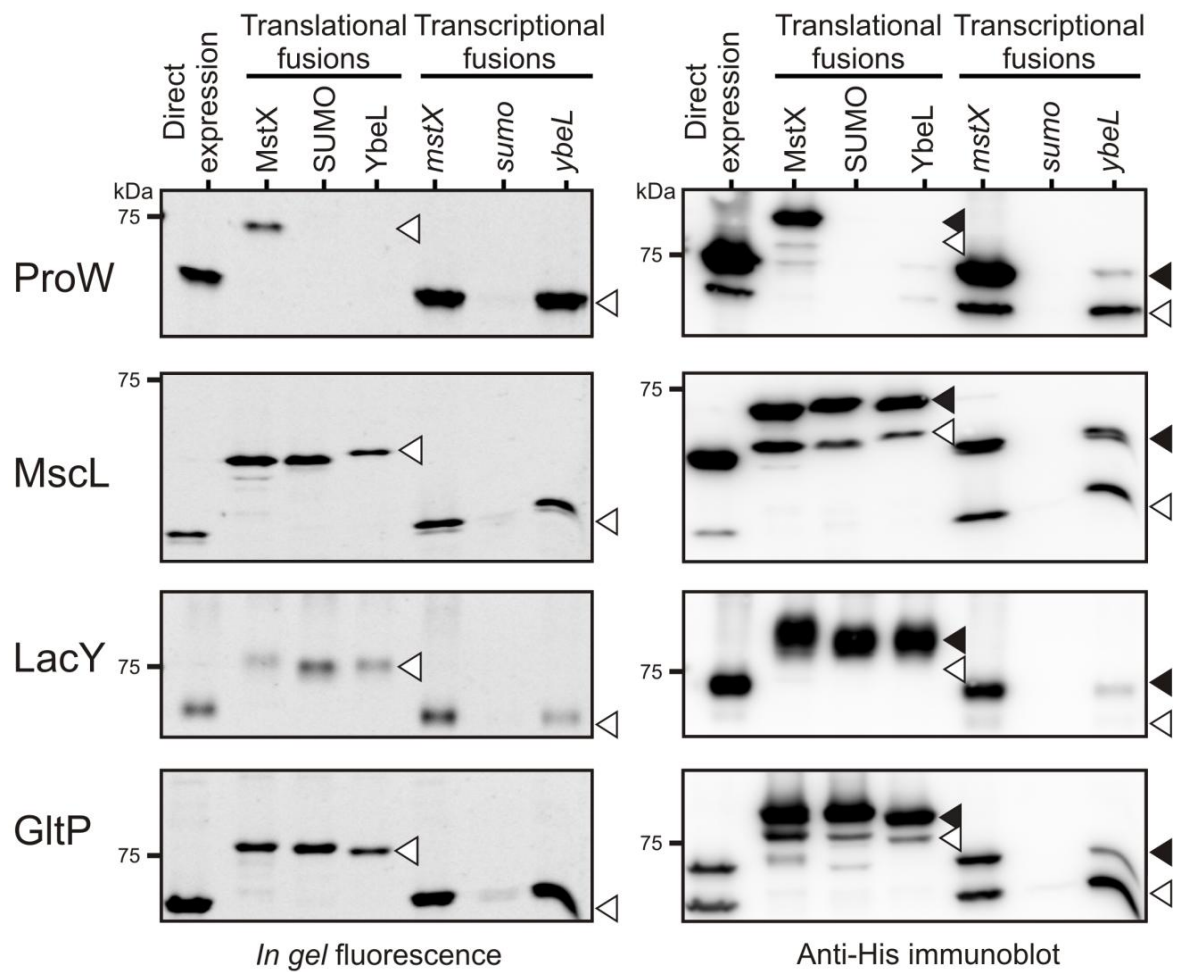 Translational Transcriptional
fusions fusions
Direct
expression
MstX
SUMO
YbeL
mstX
sumo
ybeL
Translational Transcriptional
fusions fusions
Direct
expression
MstX
SUMO
YbeL
mstX
sumo
ybeL
kDa
75
ProW
kDa
75
75
MscL
75
75
LacY
75
75
GltP
75
In gel fluorescence
Anti-His immunoblot